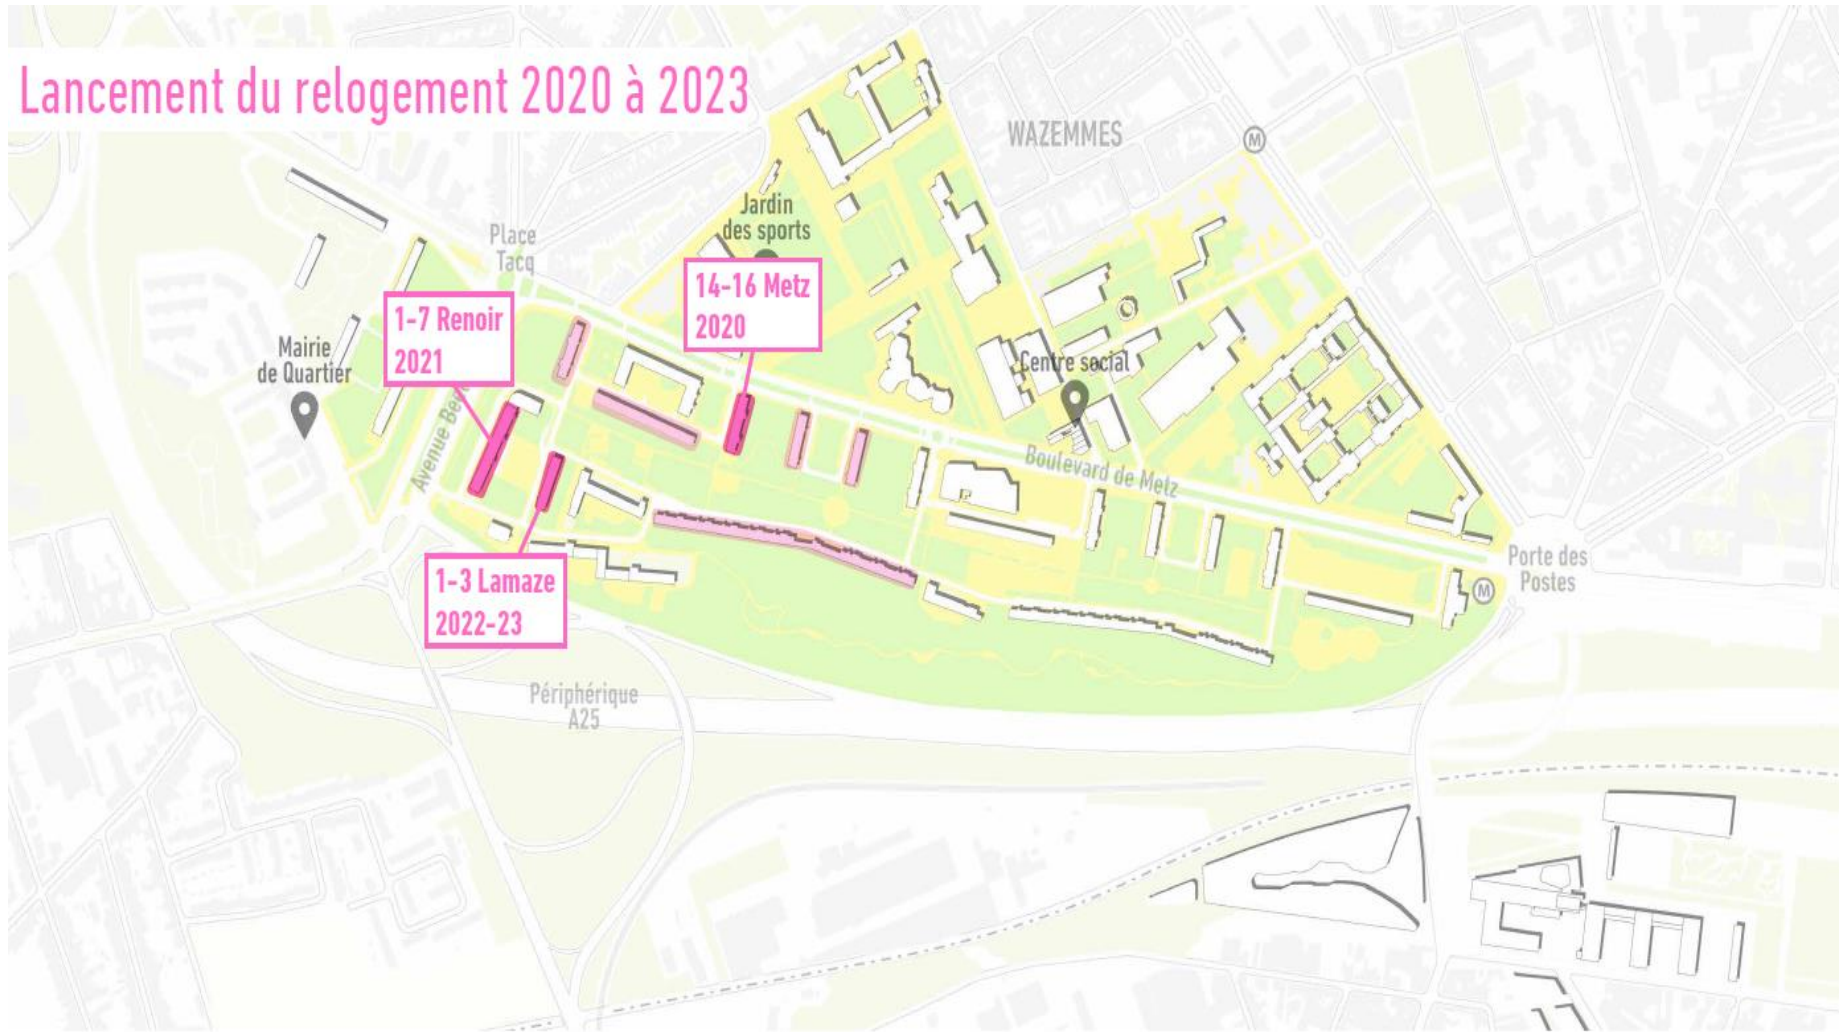 Lancement du relogement 2020 à 2023
WAZEMMES
M
Jardin
des sports
Place
Tacq
14-16 Metz
2020
1-7 Renoir
2021
Mairie
de Quartier
Centre social
Avenue
Boulevard de Metz
Porte des
Postes
M
1-3 Lamaze
2022-23
Périphérique
A25